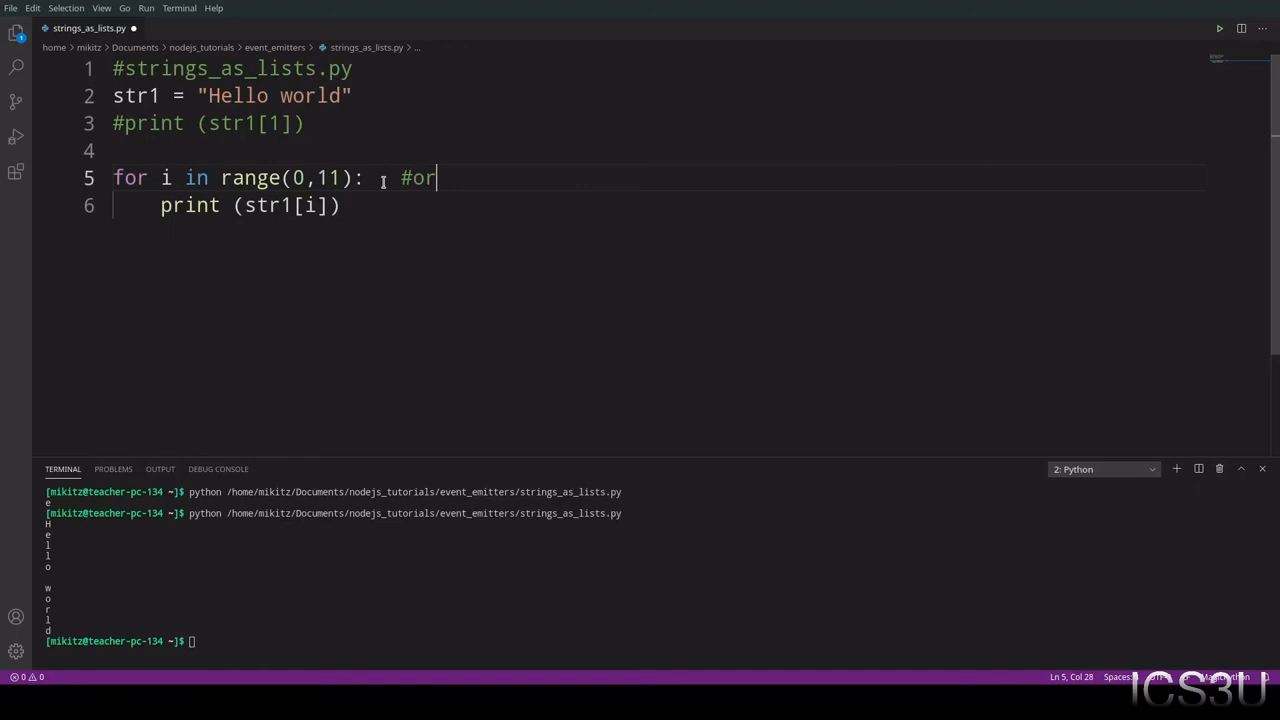 File Edit Selection View Go Run Terminal Help
strings_as_lists.py
1
home > mikitz > Documents > nodejs_tutorials > event_emitters > strings_as_lists.py > ...
1 #strings_as_lists.py
2 str1 = "Hello world"
3 #print (str1[1])
4
5 for i in range(0,11): #or
6 print (str1[i])
TERMINAL PROBLEMS OUTPUT DEBUG CONSOLE 2: Python
[mikitz@teacher-pc-134 ~]$ python /home/mikitz/Documents/nodejs_tutorials/event_emitters/strings_as_lists.py
e
[mikitz@teacher-pc-134 ~]$ python /home/mikitz/Documents/nodejs_tutorials/event_emitters/strings_as_lists.py
H
e
l
l
o
w
o
r
l
d
[mikitz@teacher-pc-134 ~]$
0 0 Ln 5, Col 28 Spaces:
ICS3U